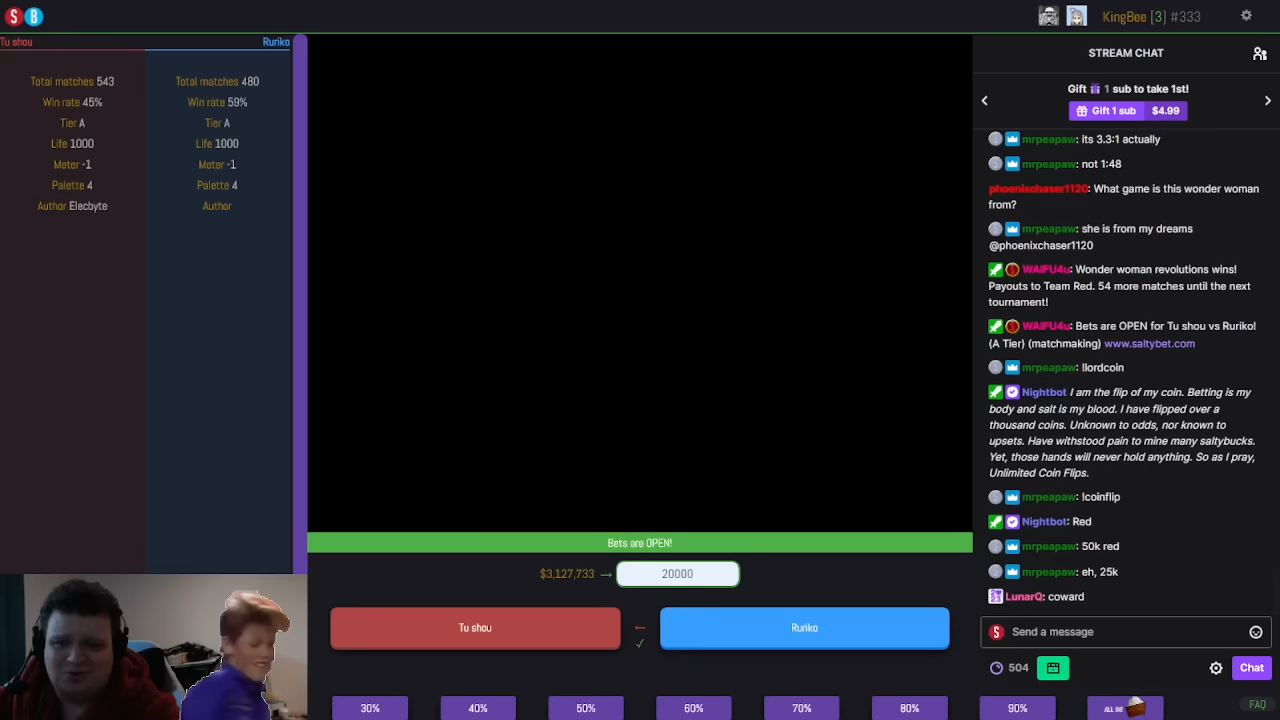 S B
KingBee [3] #333
Tu shou
Ruriko
Total matches 543
Win rate 45%
Tier A
Life 1000
Meter -1
Palette 4
Author Elecbyte
Total matches 480
Win rate 59%
Tier A
Life 1000
Meter -1
Palette 4
Author
Bets are OPEN!
$3,127,733 → 20000
Tu shou
←
✓
Ruriko
30%
40%
50%
60%
70%
80%
90%
ALL IN!
FAQ
STREAM CHAT
Gift 1 sub to take 1st!
Gift 1 sub $4.99
mrpeapaw: its 3.3:1 actually
mrpeapaw: not 1:48
phoenixchaser1120: What game is this wonder woman
from?
mrpeapaw: she is from my dreams
@phoenixchaser1120
WAIFU4u: Wonder woman revolutions wins!
Payouts to Team Red. 54 more matches until the next
tournament!
WAIFU4u: Bets are OPEN for Tu shou vs Ruriko!
(A Tier) (matchmaking) www.saltybet.com
mrpeapaw: !lordcoin
Nightbot I am the flip of my coin. Betting is my
body and salt is my blood. I have flipped over a
thousand coins. Unknown to odds, nor known to
upsets. Have withstood pain to mine many saltybucks.
Yet, those hands will never hold anything. So as I pray,
Unlimited Coin Flips.
mrpeapaw: !coinflip
Nightbot: Red
mrpeapaw: 50k red
mrpeapaw: eh, 25k
LunarQ: coward
Send a message
504
Chat